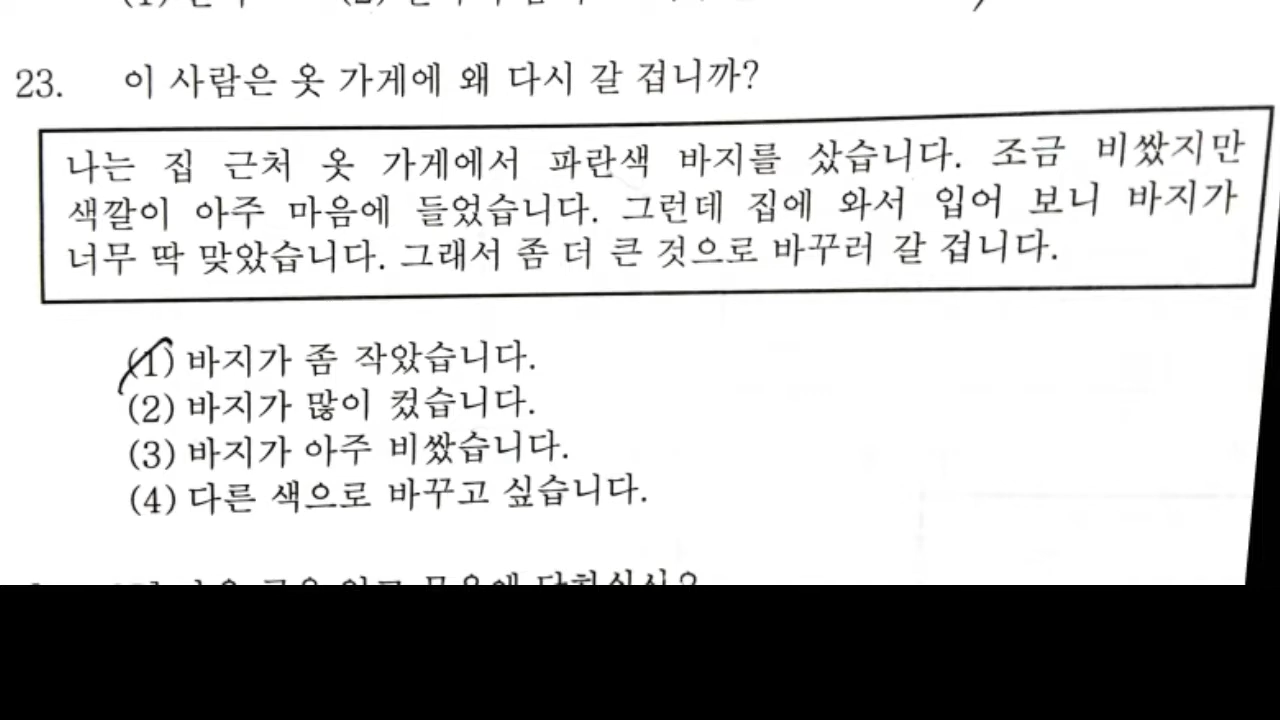 23. 이 사람은 옷 가게에 왜 다시 갈 겁니까?
나는 집 근처 옷 가게에서 파란색 바지를 샀습니다. 조금 비쌌지만
색깔이 아주 마음에 들었습니다. 그런데 집에 와서 입어 보니 바지가
너무 딱 맞았습니다. 그래서 좀 더 큰 것으로 바꾸러 갈 겁니다.
(1) 바지가 좀 작았습니다.
(2) 바지가 많이 컸습니다.
(3) 바지가 아주 비쌌습니다.
(4) 다른 색으로 바꾸고 싶습니다.